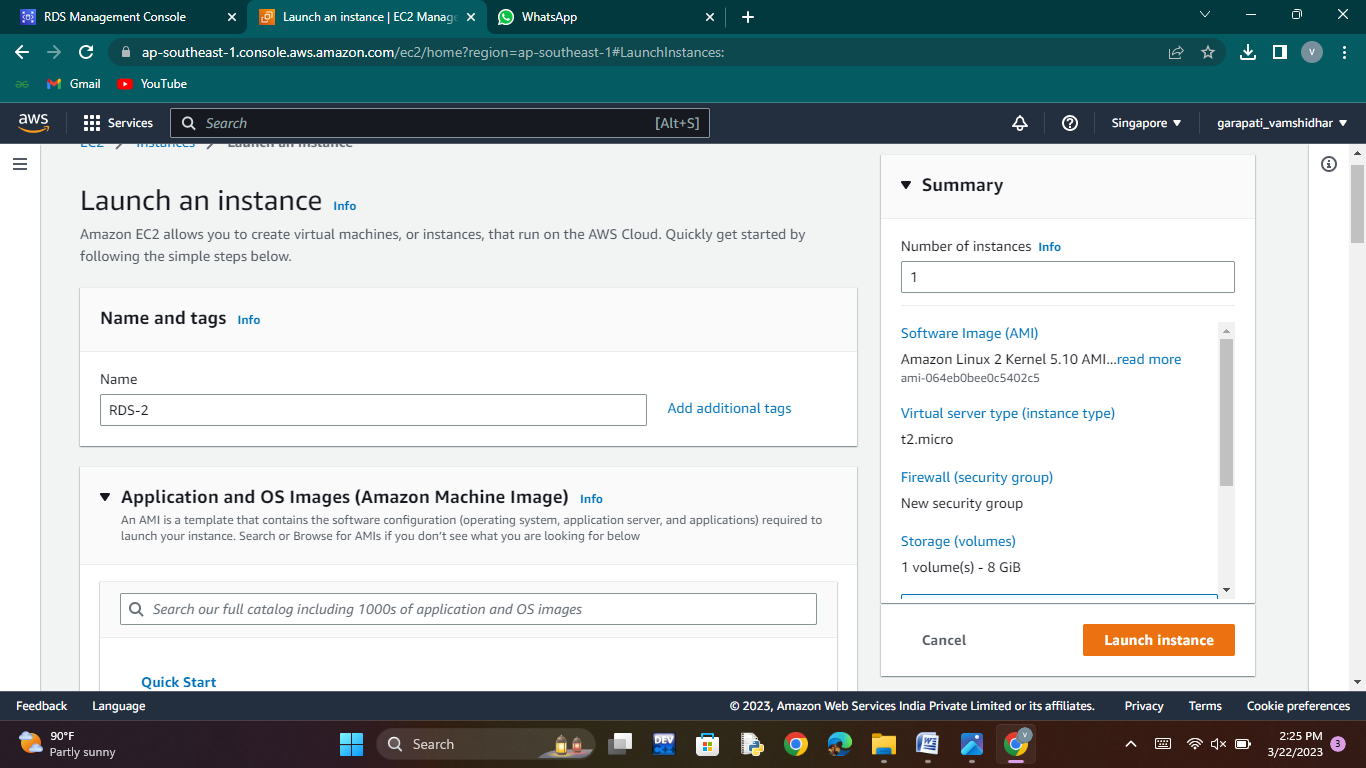 RDS Management Console
Launch an instance | EC2 Manage
WhatsApp
ap-southeast-1.console.aws.amazon.com/ec2/home?region=ap-southeast-1#LaunchInstances:
V
Gmail
YouTube
aws
Services
Search
[Alt+S]
Singapore
garapati_vamshidhar
EC2
Instances
Launch an instance
Launch an instance Info
Amazon EC2 allows you to create virtual machines, or instances, that run on the AWS Cloud. Quickly get started by
following the simple steps below.
Name and tags Info
Name
RDS-2
Add additional tags
Application and OS Images (Amazon Machine Image) Info
An AMI is a template that contains the software configuration (operating system, application server, and applications) required to
launch your instance. Search or Browse for AMIs if you don't see what you are looking for below
Search our full catalog including 1000s of application and OS images
Quick Start
Summary
Number of instances Info
1
Software Image (AMI)
Amazon Linux 2 Kernel 5.10 AMI...read more
ami-064eb0bee0c5402c5
Virtual server type (instance type)
t2.micro
Firewall (security group)
New security group
Storage (volumes)
1 volume(s) - 8 GiB
Cancel
Launch instance
Feedback
Language
© 2023, Amazon Web Services India Private Limited or its affiliates.
Privacy
Terms
Cookie preferences
90°F
Partly sunny
Search
DEV
2:25 PM
3/22/2023
3